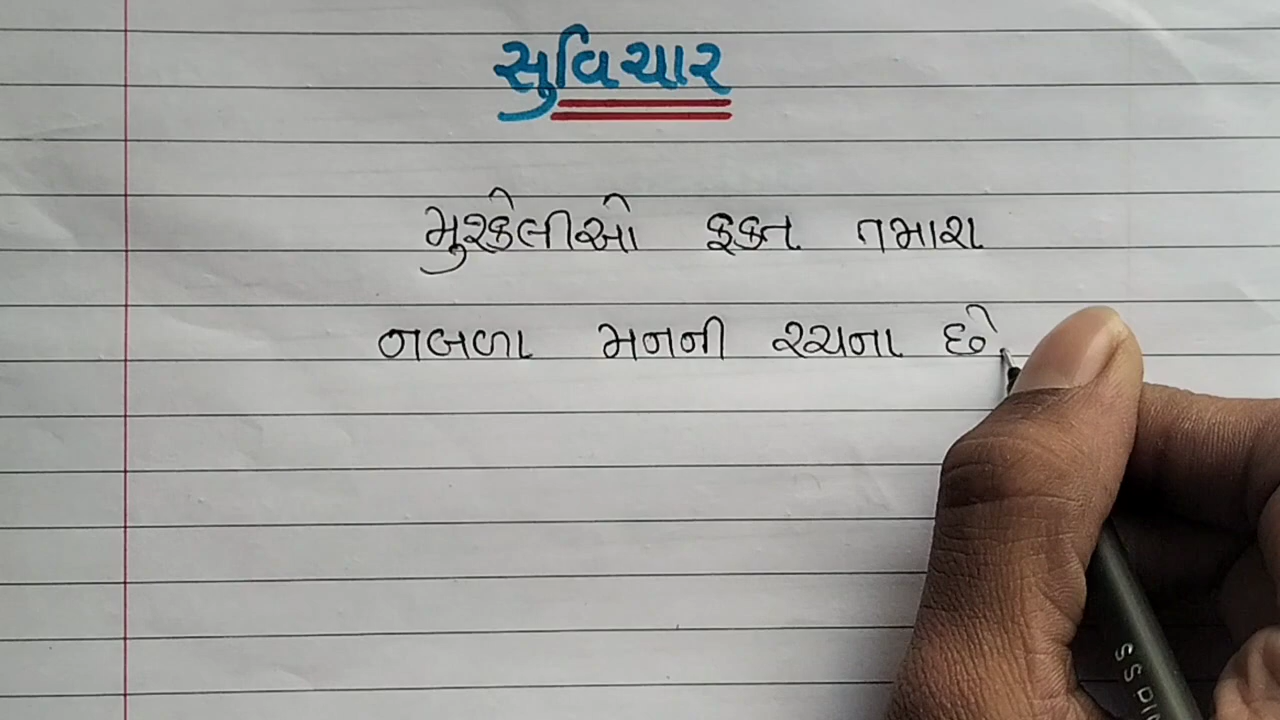 સુવિચાર
મુશ્કેલીઓ ફક્ત તમારા
નબળા મનની રચના છે.